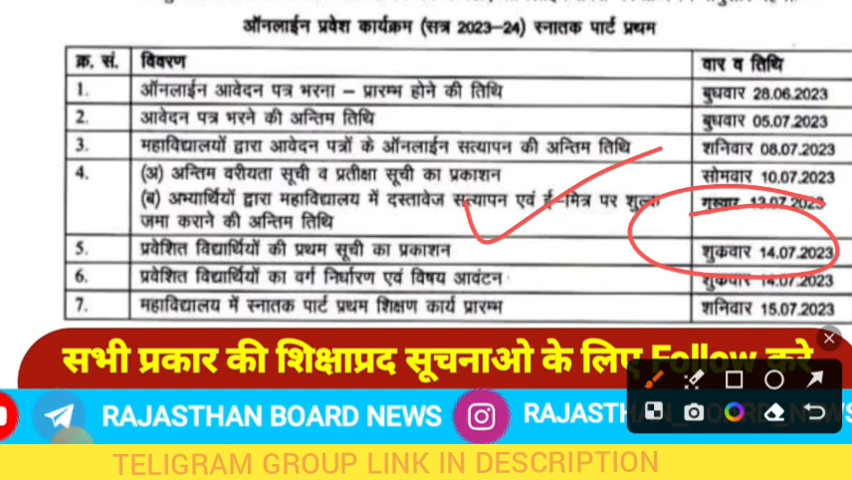 ऑनलाईन प्रवेश कार्यक्रम (सत्र 2023–24) स्नातक पार्ट प्रथम
क्र. सं. विवरण वार व तिथि
1. ऑनलाईन आवेदन पत्र भरना – प्रारम्भ होने की तिथि बुधवार 28.06.2023
2. आवेदन पत्र भरने की अन्तिम तिथि बुधवार 05.07.2023
3. महाविद्यालयों द्वारा आवेदन पत्रों के ऑनलाईन सत्यापन की अन्तिम तिथि शनिवार 08.07.2023
4. (अ) अन्तिम वरीयता सूची व प्रतीक्षा सूची का प्रकाशन सोमवार 10.07.2023
(ब) अभ्यार्थियों द्वारा महाविद्यालय में दस्तावेज सत्यापन एवं ई–मित्र पर शुल्क गुरूवार 13.07.2023
जमा कराने की अन्तिम तिथि
5. प्रवेशित विद्यार्थियों की प्रथम सूची का प्रकाशन शुक्रवार 14.07.2023
6. प्रवेशित विद्यार्थियों का वर्ग निर्धारण एवं विषय आवंटन शुक्रवार 14.07.2023
7. महाविद्यालय में स्नातक पार्ट प्रथम शिक्षण कार्य प्रारम्भ शनिवार 15.07.2023
सभी प्रकार की शिक्षाप्रद सूचनाओ के लिए Follow करे
RAJASTHAN BOARD NEWS RAJASTHAN_BOARD_NEWS
TELIGRAM GROUP LINK IN DESCRIPTION